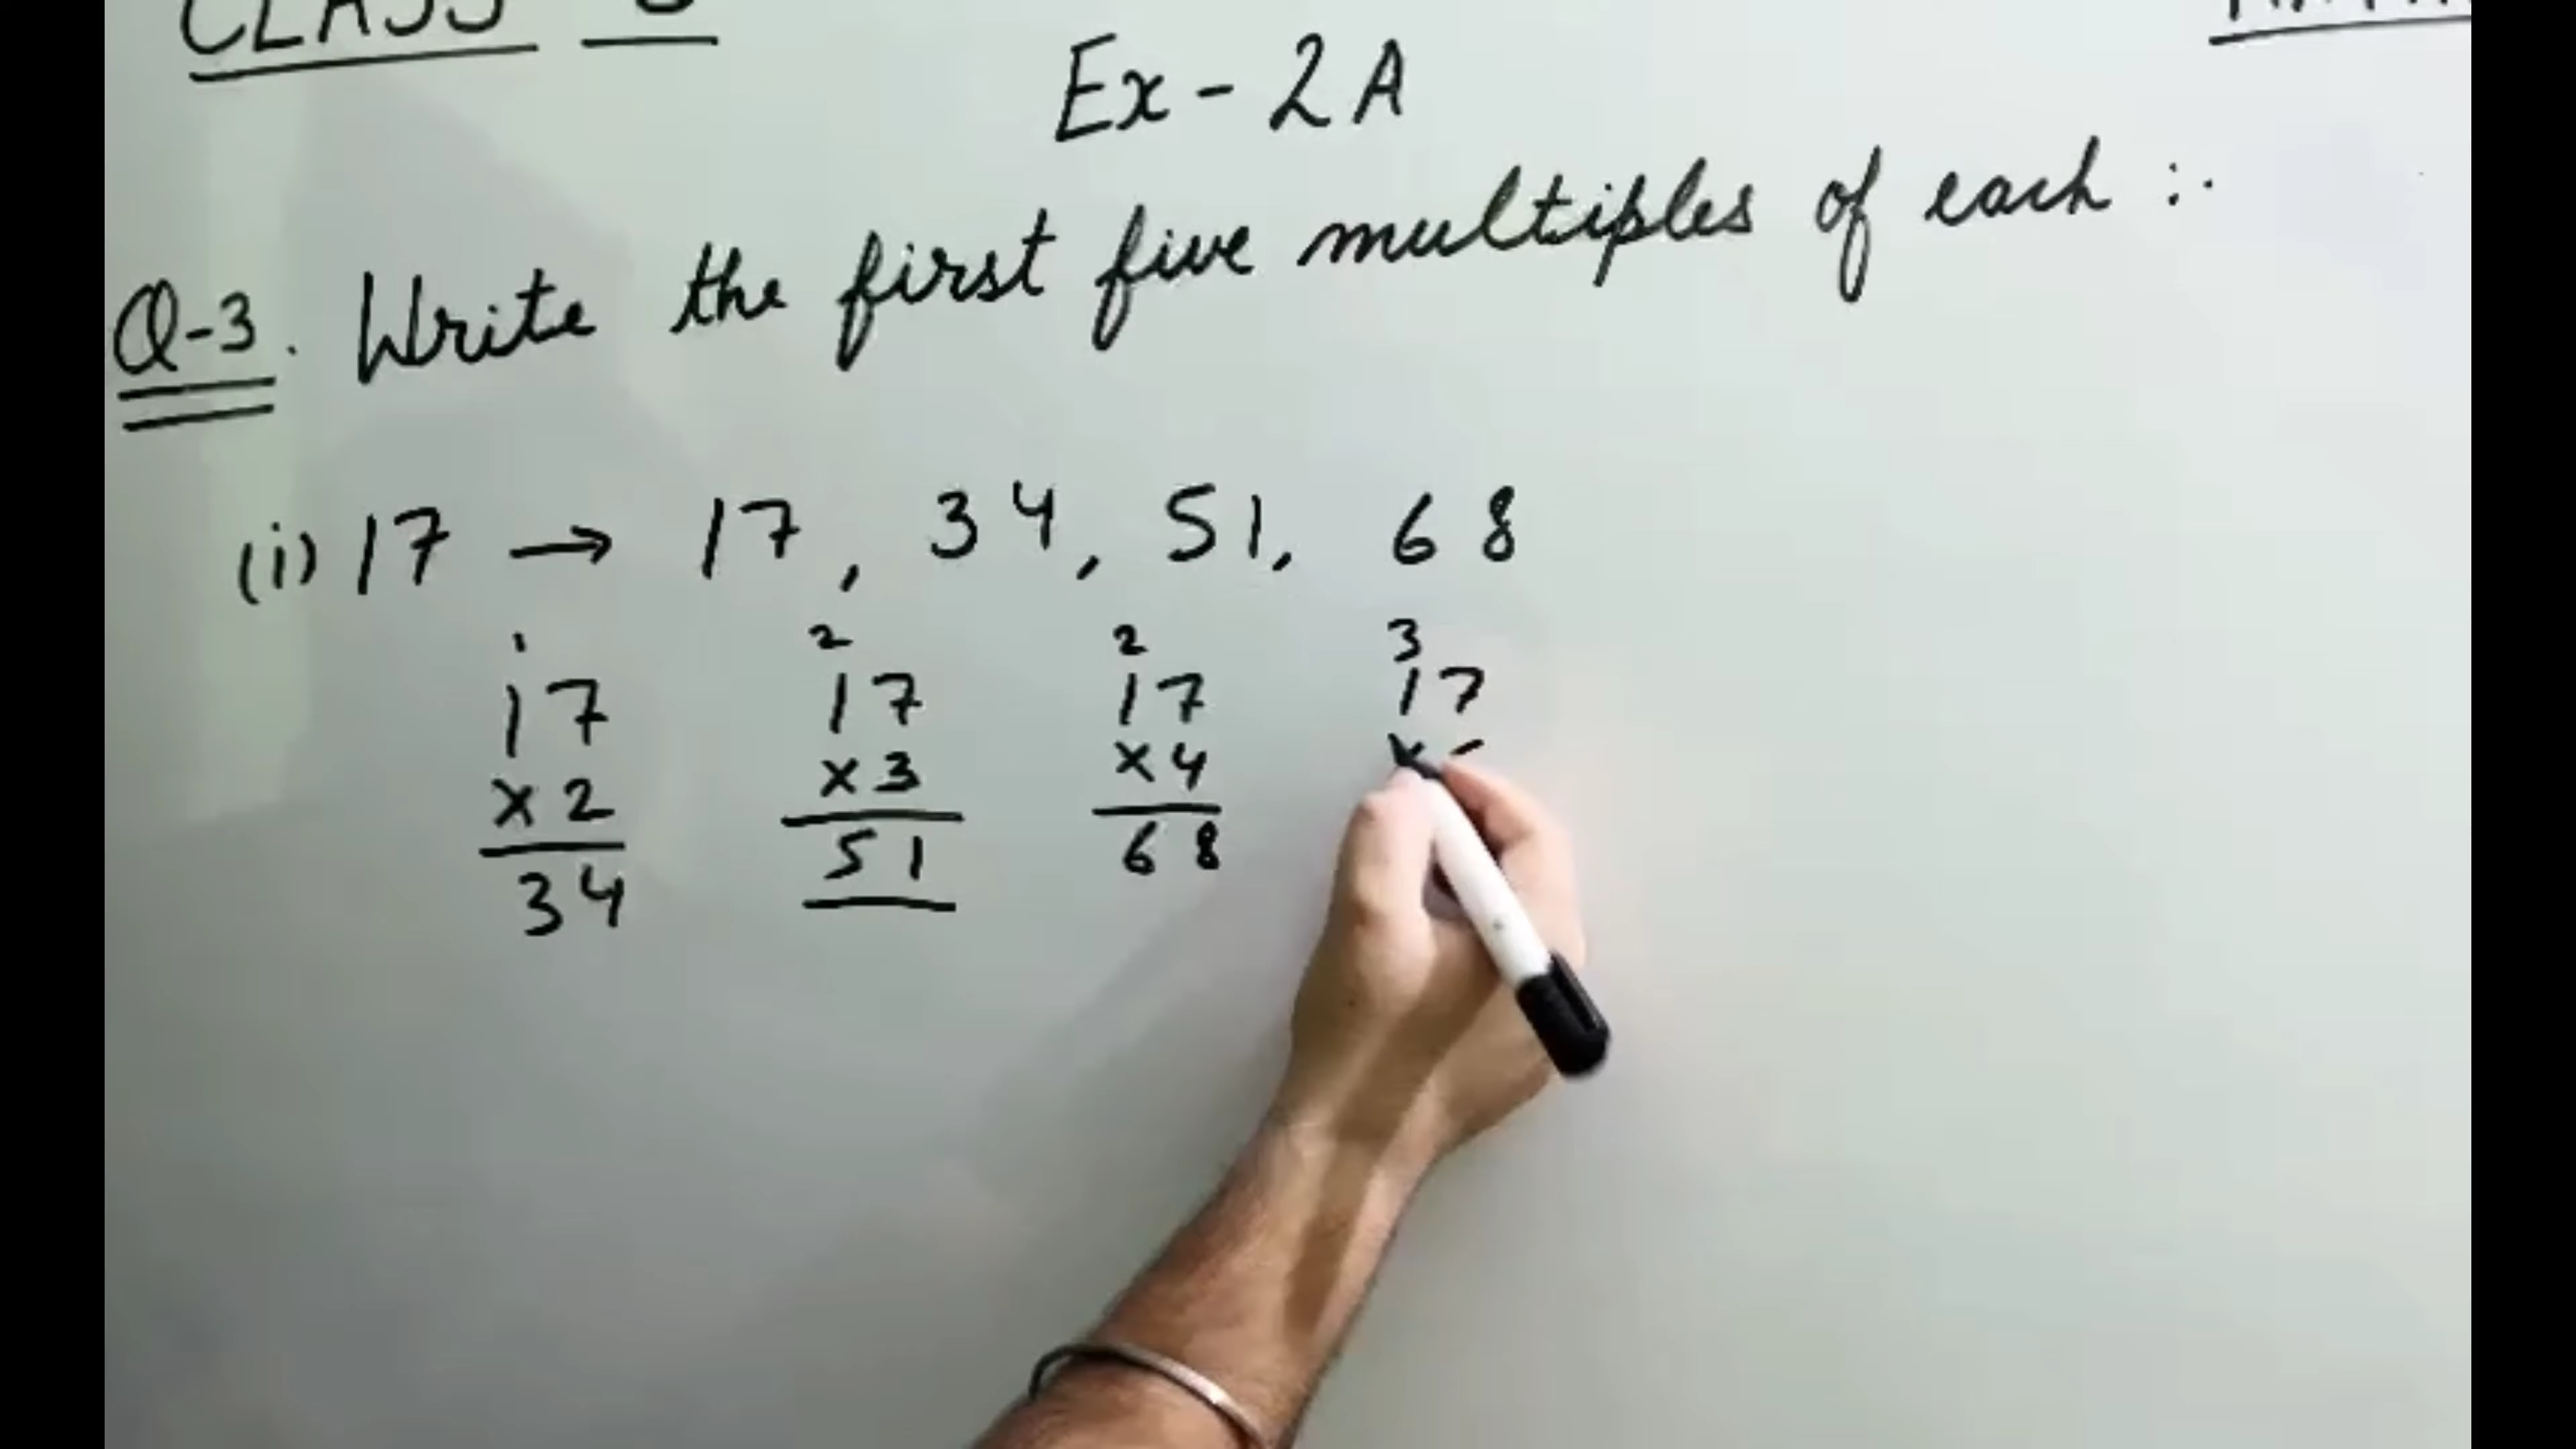 CLASS
Ex - 2A
Q-3. Write the first five multiples of each :-
(i) 17 → 17, 34, 51, 68
1 2 2 3
17 17 17 17
×2 ×3 ×4 ×
34 51 68